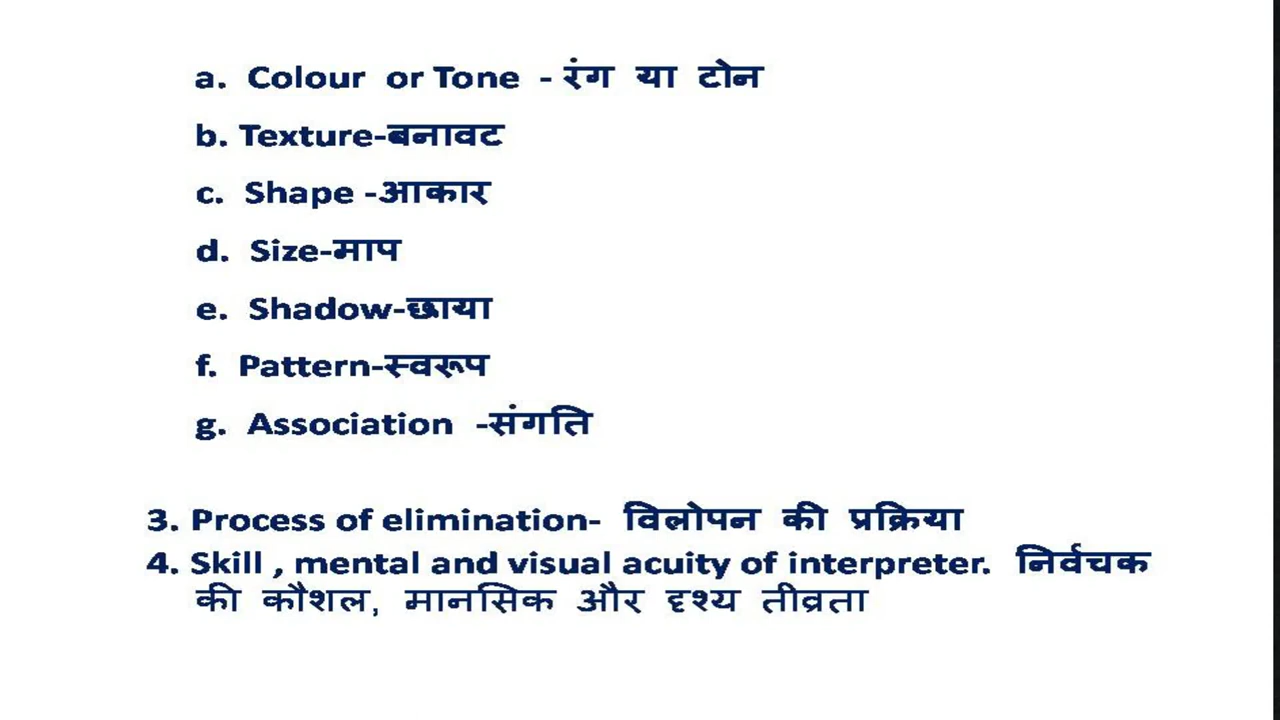 a. Colour or Tone - रंग या टोन
b. Texture-बनावट
c. Shape -आकार
d. Size-माप
e. Shadow-छाया
f. Pattern-स्वरूप
g. Association -संगति
3. Process of elimination- विलोपन की प्रक्रिया
4. Skill , mental and visual acuity of interpreter. निर्वचक
की कौशल, मानसिक और दृश्य तीव्रता